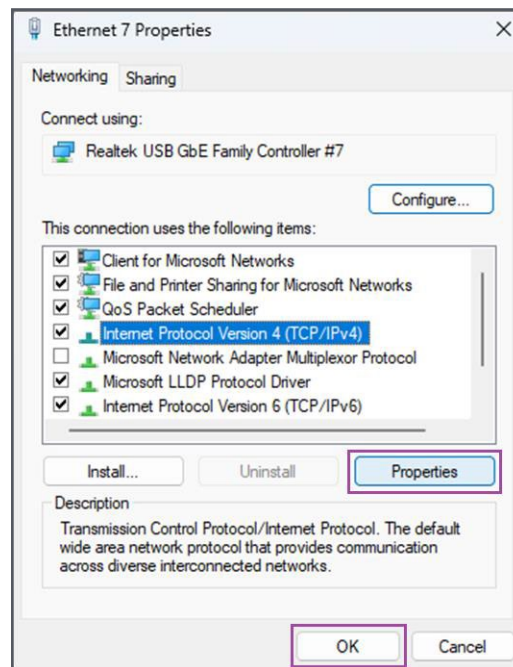 Ethernet 7 Properties
Networking
Sharing
Connect using:
Realtek USB GbE Family Controller #7
Configure...
This connection uses the following items:
Client for Microsoft Networks
File and Printer Sharing for Microsoft Networks
QoS Packet Scheduler
Internet Protocol Version 4 (TCP/IPv4)
Microsoft Network Adapter Multiplexor Protocol
Microsoft LLDP Protocol Driver
Internet Protocol Version 6 (TCP/IPv6)
Install...
Uninstall
Properties
Description
Transmission Control Protocol/Internet Protocol. The default
wide area network protocol that provides communication
across diverse interconnected networks.
OK
Cancel